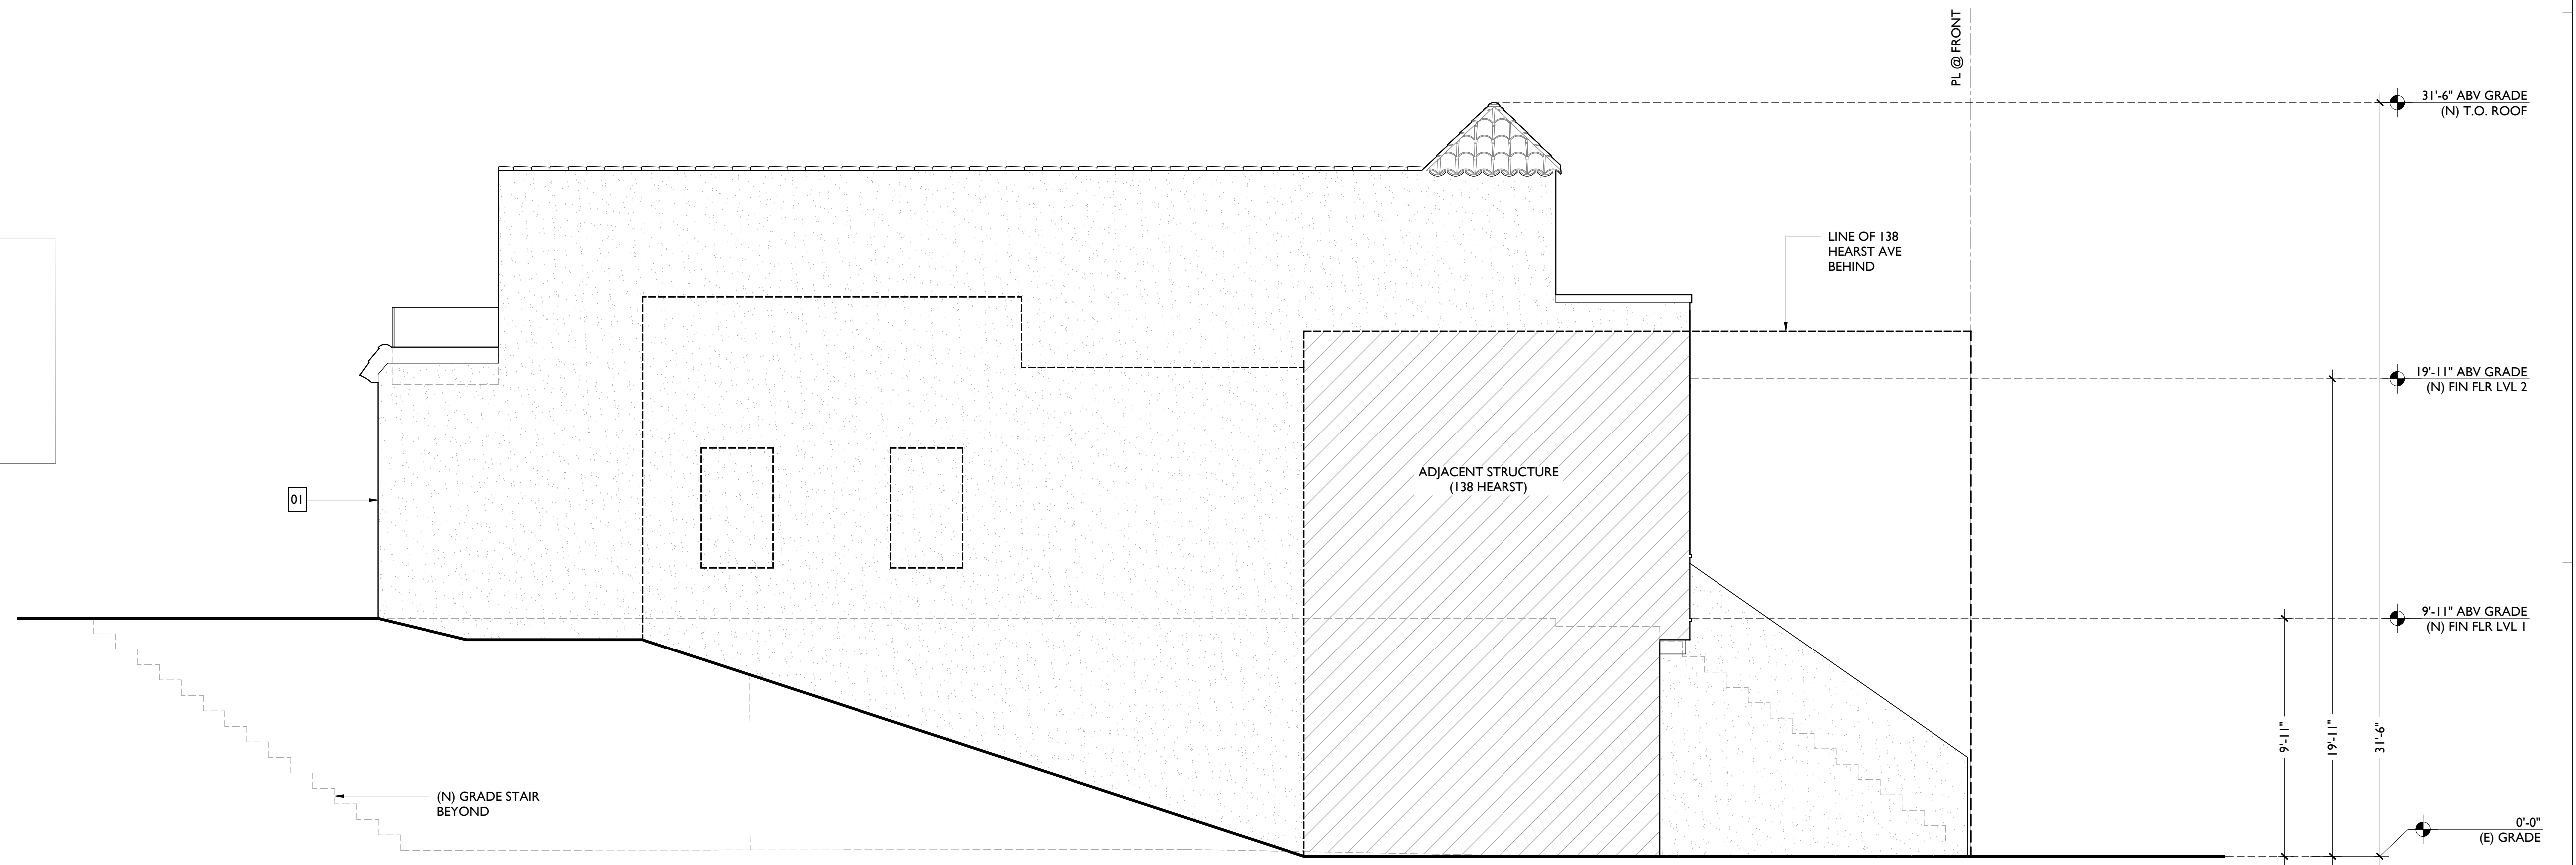 PL @ FRONT
31'-6" ABV GRADE
(N) T.O. ROOF
LINE OF 138
HEARST AVE
BEHIND
19'-11" ABV GRADE
(N) FIN FLR LVL 2
ADJACENT STRUCTURE
(138 HEARST)
01
9'-11" ABV GRADE
(N) FIN FLR LVL 1
9'-11"
19'-11"
31'-6"
(N) GRADE STAIR
BEYOND
0'-0"
(E) GRADE